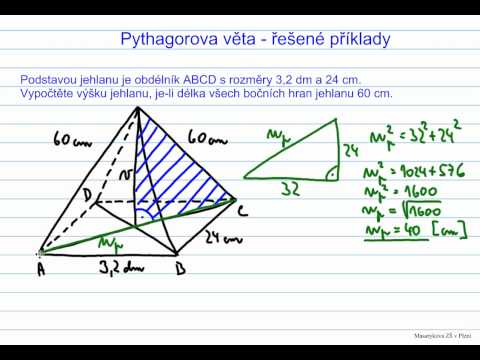 Pythagorova věta - řešené příklady
Podstavou jehlanu je obdélník ABCD s rozměry 3,2 dm a 24 cm.
Vypočtěte výšku jehlanu, je-li délka všech bočních hran jehlanu 60 cm.
60 cm
60 cm
v
D
C
u_p
24 cm
A
3,2 dm
B
u_p
24
32
u_p² = 32² + 24²
u_p² = 1024 + 576
u_p² = 1600
u_p = √1600
u_p = 40 [cm]
Masarykova ZŠ v Plzni